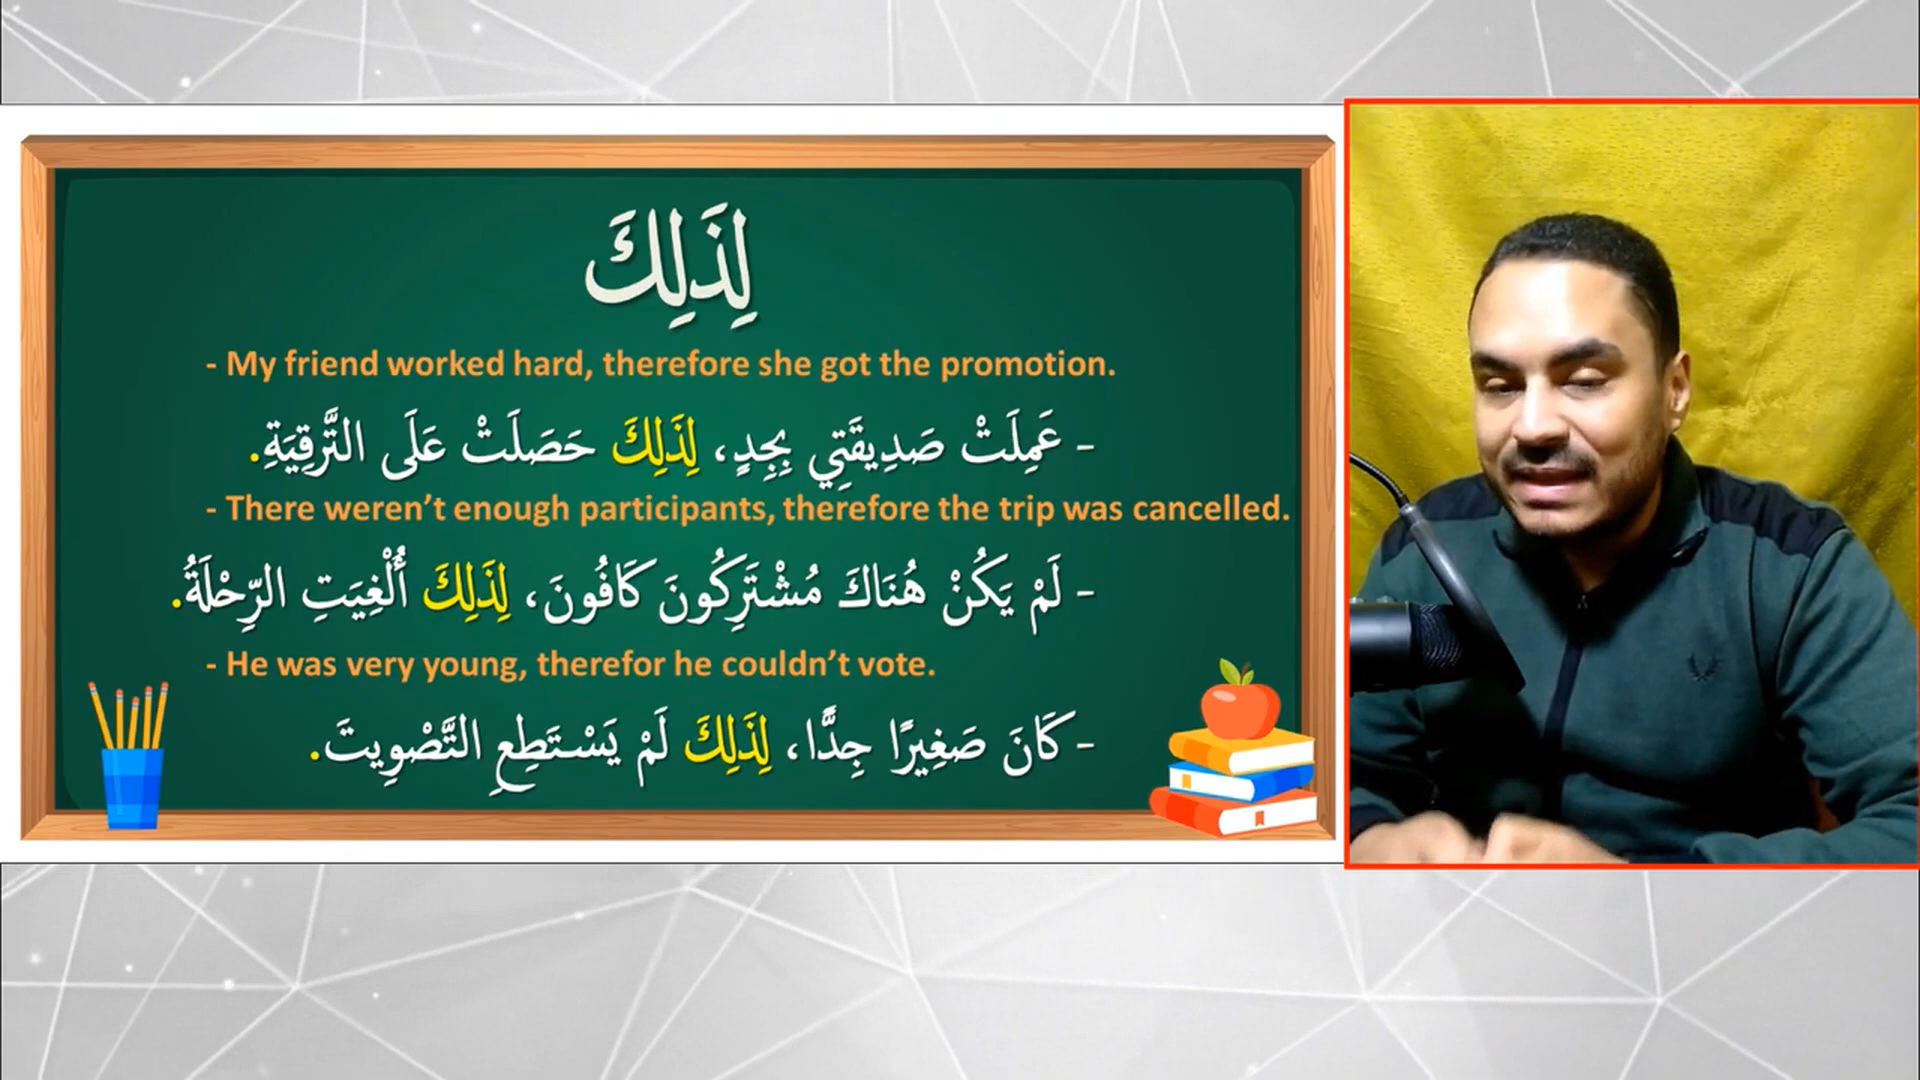 لِذَلِكَ
- My friend worked hard, therefore she got the promotion.
- عَمِلَتْ صَدِيقَتِي بِجِدٍ، لِذَلِكَ حَصَلَتْ عَلَى التَّرقِيَةِ.
- There weren’t enough participants, therefore the trip was cancelled.
- لَمْ يَكُنْ هُنَاكَ مُشْتَرِكُونَ كَافُونَ، لِذَلِكَ أُلْغِيَتِ الرِّحْلَةُ.
- He was very young, therefor he couldn’t vote.
- كَانَ صَغِيرًا جِدًّا، لِذَلِكَ لَمْ يَسْتَطِعِ التَّصْوِيتَ.